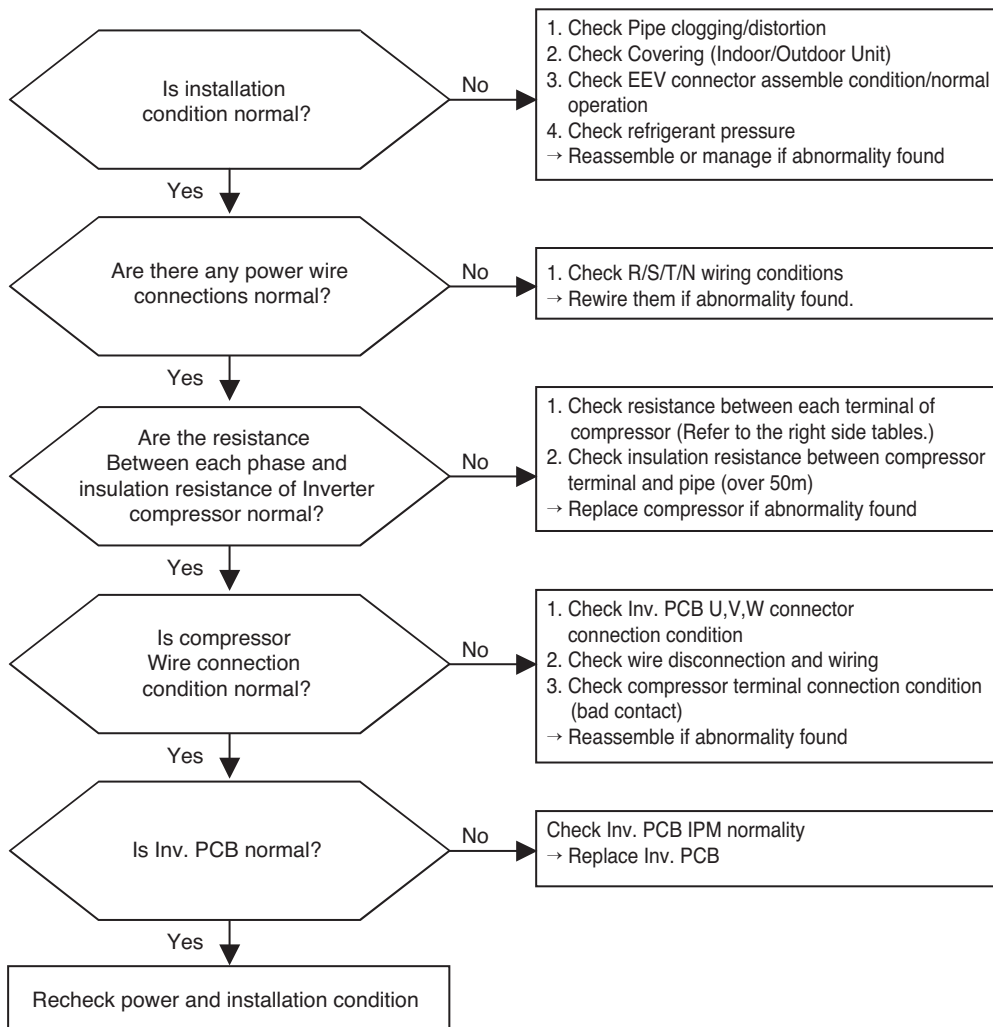 Is installation
condition normal?
No
1. Check Pipe clogging/distortion
2. Check Covering (Indoor/Outdoor Unit)
3. Check EEV connector assemble condition/normal
operation
4. Check refrigerant pressure
→ Reassemble or manage if abnormality found
Yes
Are there any power wire
connections normal?
No
1. Check R/S/T/N wiring conditions
→ Rewire them if abnormality found.
Yes
Are the resistance
Between each phase and
insulation resistance of Inverter
compressor normal?
No
1. Check resistance between each terminal of
compressor (Refer to the right side tables.)
2. Check insulation resistance between compressor
terminal and pipe (over 50m)
→ Replace compressor if abnormality found
Yes
Is compressor
Wire connection
condition normal?
No
1. Check Inv. PCB U,V,W connector
connection condition
2. Check wire disconnection and wiring
3. Check compressor terminal connection condition
(bad contact)
→ Reassemble if abnormality found
Yes
Is Inv. PCB normal?
No
Check Inv. PCB IPM normality
→ Replace Inv. PCB
Yes
Recheck power and installation condition